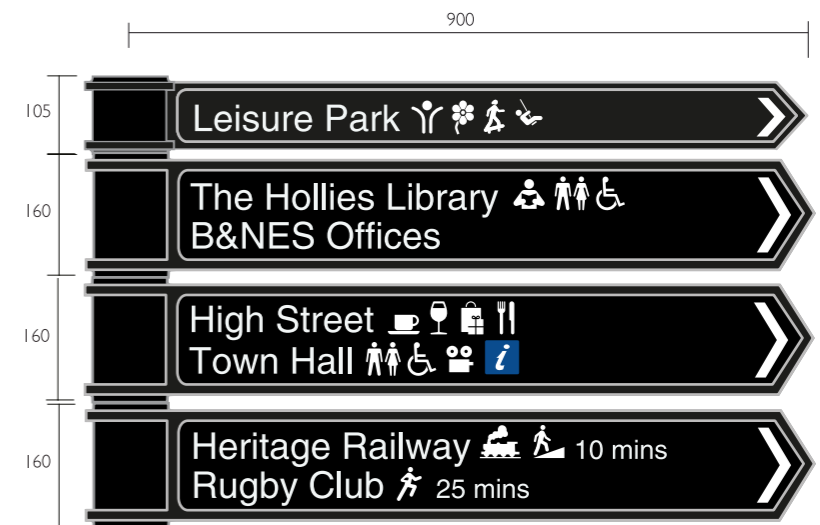 900
105
Leisure Park
160
The Hollies Library
B&NES Offices
160
High Street
Town Hall i
160
Heritage Railway 10 mins
Rugby Club 25 mins